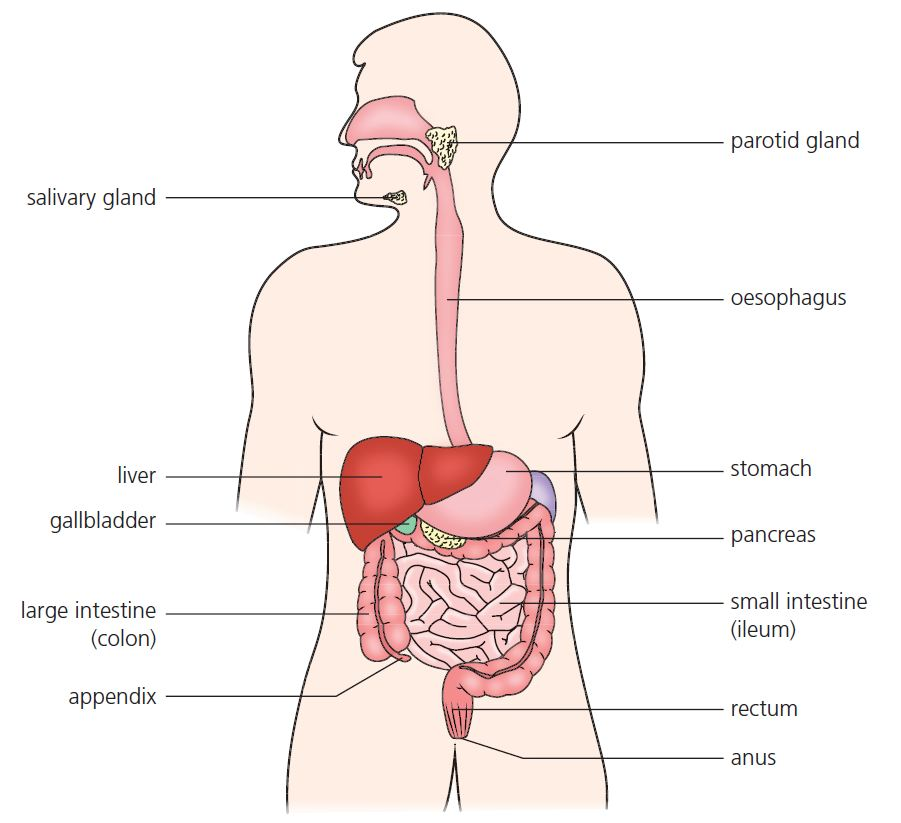 parotid gland
salivary gland
oesophagus
liver
stomach
gallbladder
pancreas
large intestine
(colon)
small intestine
(ileum)
appendix
rectum
anus